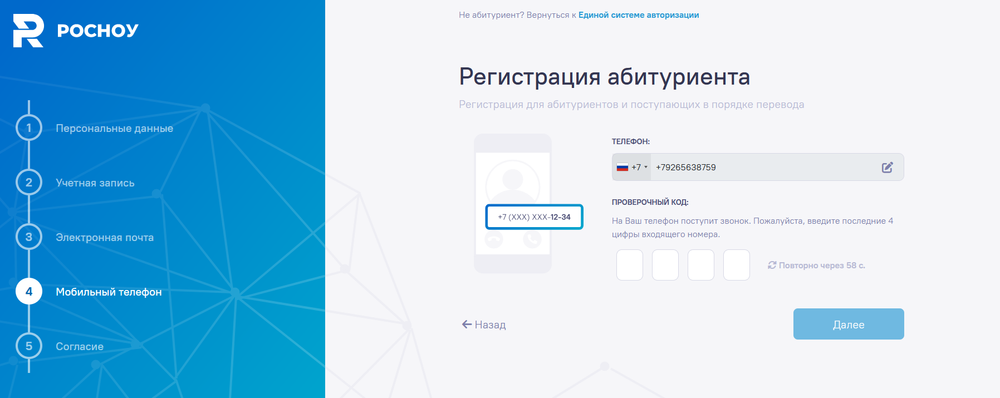 РОСНОУ
1 Персональные данные
2 Учетная запись
3 Электронная почта
4 Мобильный телефон
5 Согласие
Не абитуриент? Вернуться к Единой системе авторизации
Регистрация абитуриента
Регистрация для абитуриентов и поступающих в порядке перевода
+7 (XXX) XXX-12-34
ТЕЛЕФОН:
+7 +79265638759
ПРОВЕРОЧНЫЙ КОД:
На Ваш телефон поступит звонок. Пожалуйста, введите последние 4
цифры входящего номера.
Повторно через 58 с.
Назад
Далее